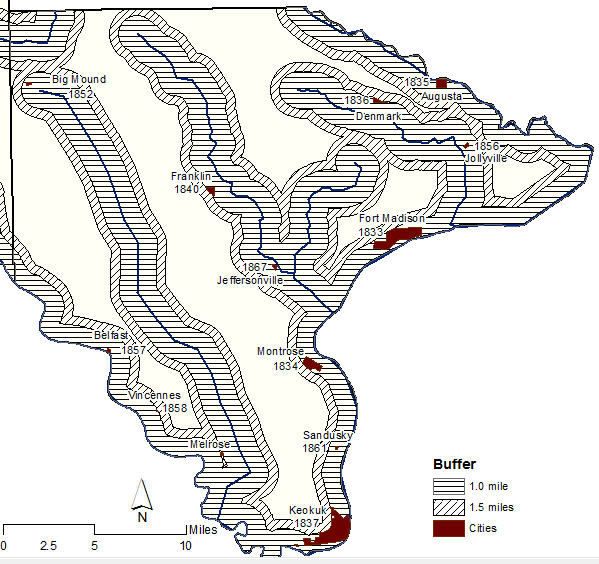 Big Mound
1852
1835
Augusta
1836
Denmark
1856
Jollyville
Franklin
1840
Fort Madison
1833
1867
Jeffersonville
Belfast
1857
Montrose
1834
Vincennes
1858
Melrose
Sandusky
1861
Keokuk
1837
N
Miles
0 2.5 5 10
Buffer
1.0 mile
1.5 miles
Cities